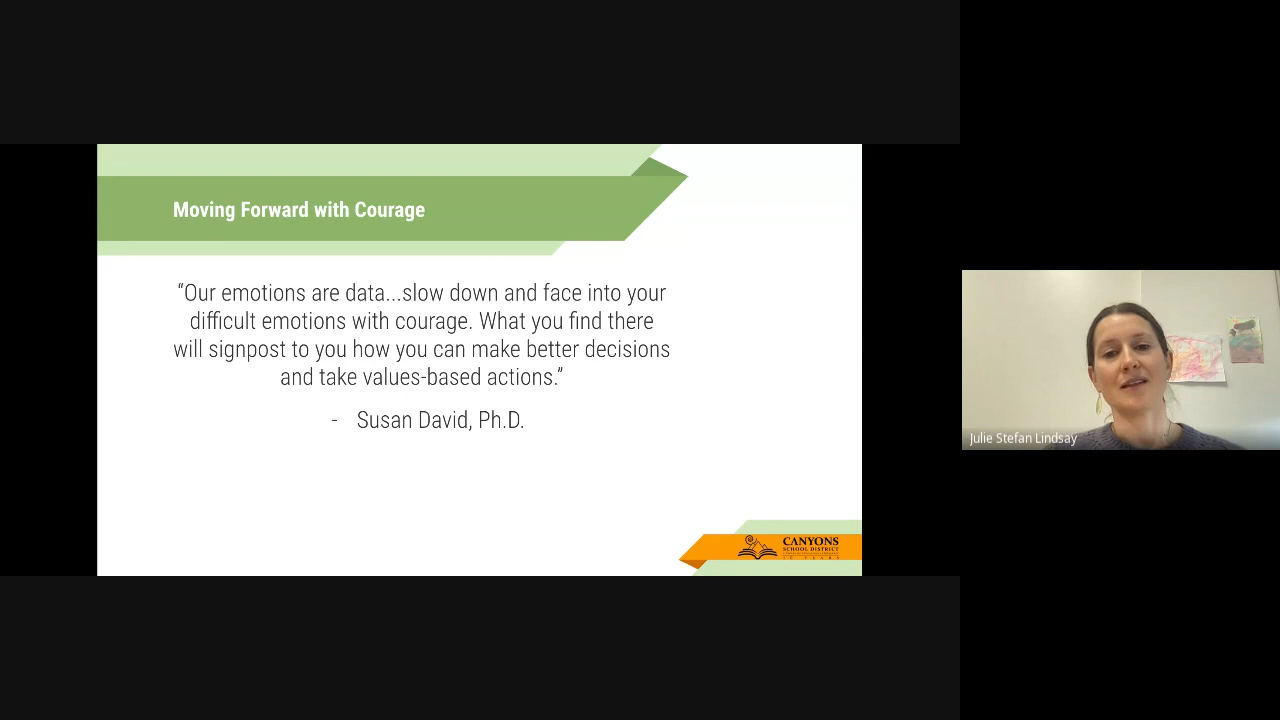 Moving Forward with Courage
“Our emotions are data...slow down and face into your
difficult emotions with courage. What you find there
will signpost to you how you can make better decisions
and take values-based actions.”
- Susan David, Ph.D.
CANYONS
SCHOOL DISTRICT
Julie Stefan Lindsay